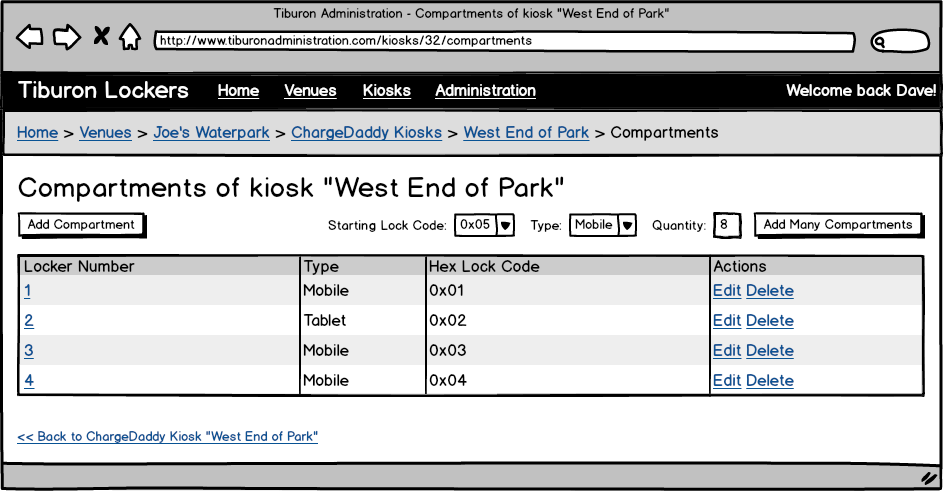 Tiburon Administration - Compartments of kiosk "West End of Park"
http://www.tiburonadministration.com/kiosks/32/compartments
Tiburon Lockers Home Venues Kiosks Administration Welcome back Dave!
Home > Venues > Joe's Waterpark > ChargeDaddy Kiosks > West End of Park > Compartments
Compartments of kiosk "West End of Park"
Add Compartment Starting Lock Code: 0x05 Type: Mobile Quantity: 8 Add Many Compartments
Locker Number Type Hex Lock Code Actions
1 Mobile 0x01 Edit Delete
2 Tablet 0x02 Edit Delete
3 Mobile 0x03 Edit Delete
4 Mobile 0x04 Edit Delete
<< Back to ChargeDaddy Kiosk "West End of Park"